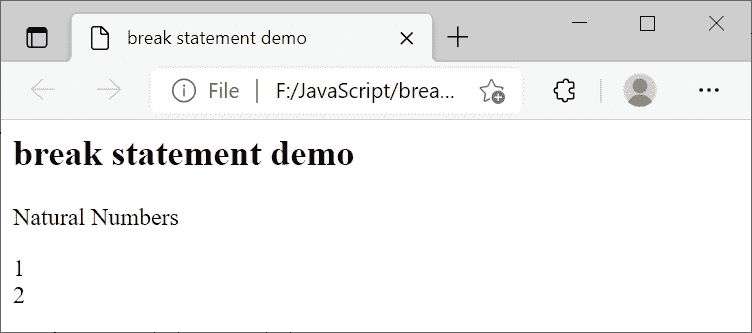 break statement demo
File | F:/JavaScript/brea...
break statement demo
Natural Numbers
1
2